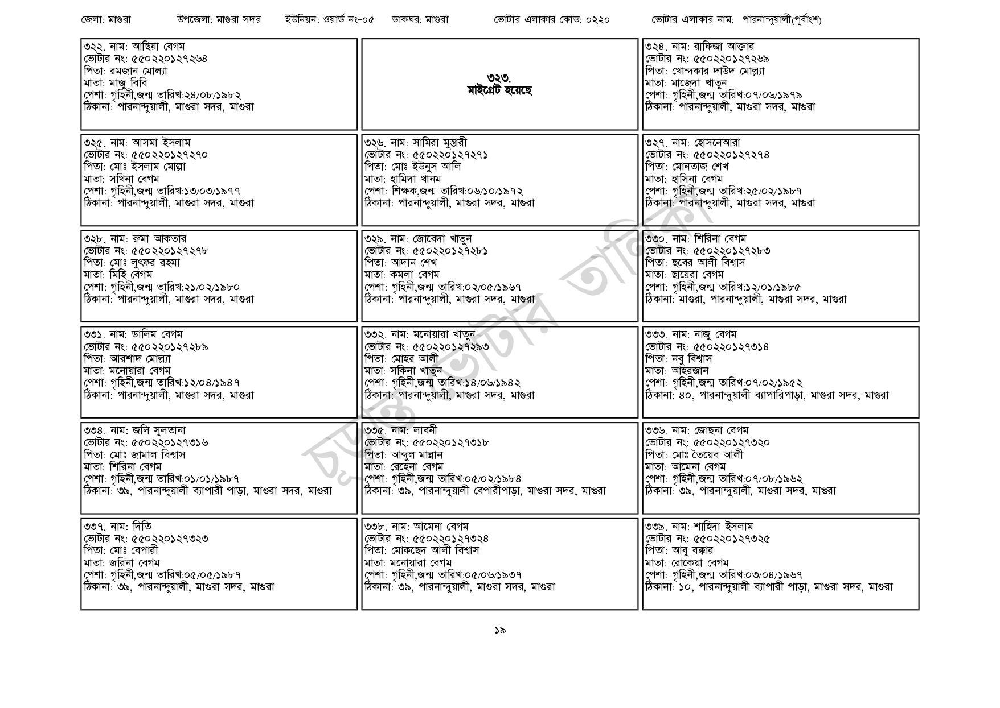 জেলা: মাগুরা উপজেলা: মাগুরা সদর ইউনিয়ন: ওয়ার্ড নং-০৫ ডাকঘর: মাগুরা ভোটার এলাকার কোড: ০২২০ ভোটার এলাকার নাম: পারনান্দুয়ালী(পূর্বাংশ)
৩২২. নাম: আছিয়া বেগম
ভোটার নং: ৫৫০২২০১২৭২৬৪
পিতা: রমজান মোল্যা
মাতা: মাজু বিবি
পেশা: গৃহিনী,জন্ম তারিখ:২৪/০৮/১৯৮২
ঠিকানা: পারনান্দুয়ালী, মাগুরা সদর, মাগুরা
৩২৩.
মাইগ্রেট হয়েছে
৩২৪. নাম: রাফিজা আক্তার
ভোটার নং: ৫৫০২২০১২৭২৬৯
পিতা: খোন্দকার দাউদ মোল্ল্যা
মাতা: মাজেদা খাতুন
পেশা: গৃহিনী,জন্ম তারিখ:০৭/০৬/১৯৭৯
ঠিকানা: পারনান্দুয়ালী, মাগুরা সদর, মাগুরা
৩২৫. নাম: আসমা ইসলাম
ভোটার নং: ৫৫০২২০১২৭২৭০
পিতা: মোঃ ইসলাম মোল্লা
মাতা: সখিনা বেগম
পেশা: গৃহিনী,জন্ম তারিখ:১৩/০৩/১৯৭৭
ঠিকানা: পারনান্দুয়ালী, মাগুরা সদর, মাগুরা
৩২৬. নাম: সামিরা মুস্তারী
ভোটার নং: ৫৫০২২০১২৭২৭১
পিতা: মোঃ ইউনুস আলি
মাতা: হামিদা খানম
পেশা: শিক্ষক,জন্ম তারিখ:০৬/১০/১৯৭২
ঠিকানা: পারনান্দুয়ালী, মাগুরা সদর, মাগুরা
৩২৭. নাম: হোসনেআরা
ভোটার নং: ৫৫০২২০১২৭২৭৪
পিতা: মোনতাজ শেখ
মাতা: হাসিনা বেগম
পেশা: গৃহিনী,জন্ম তারিখ:২৫/০২/১৯৮৭
ঠিকানা: পারনান্দুয়ালী, মাগুরা সদর, মাগুরা
৩২৮. নাম: রুমা আকতার
ভোটার নং: ৫৫০২২০১২৭২৭৮
পিতা: মোঃ লুৎফর রহমা
মাতা: মিহি বেগম
পেশা: গৃহিনী,জন্ম তারিখ:২১/০২/১৯৮০
ঠিকানা: পারনান্দুয়ালী, মাগুরা সদর, মাগুরা
৩২৯. নাম: জোবেদা খাতুন
ভোটার নং: ৫৫০২২০১২৭২৮১
পিতা: আদান শেখ
মাতা: কমলা বেগম
পেশা: গৃহিনী,জন্ম তারিখ:০২/০৫/১৯৬৭
ঠিকানা: পারনান্দুয়ালী, মাগুরা সদর, মাগুরা
৩৩০. নাম: শিরিনা বেগম
ভোটার নং: ৫৫০২২০১২৭২৮৩
পিতা: ছবের আলী বিশ্বাস
মাতা: ছায়েরা বেগম
পেশা: গৃহিনী,জন্ম তারিখ:১২/০১/১৯৮৫
ঠিকানা: মাগুরা, পারনান্দুয়ালী, মাগুরা সদর, মাগুরা
৩৩১. নাম: ডালিম বেগম
ভোটার নং: ৫৫০২২০১২৭২৮৯
পিতা: আরশাদ মোল্ল্যা
মাতা: মনোয়ারা বেগম
পেশা: গৃহিনী,জন্ম তারিখ:১২/০৪/১৯৪৭
ঠিকানা: পারনান্দুয়ালী, মাগুরা সদর, মাগুরা
৩৩২. নাম: মনোয়ারা খাতুন
ভোটার নং: ৫৫০২২০১২৭২৯৩
পিতা: মোহর আলী
মাতা: সকিনা খাতুন
পেশা: গৃহিনী,জন্ম তারিখ:১৪/০৬/১৯৪২
ঠিকানা: পারনান্দুয়ালী, মাগুরা সদর, মাগুরা
৩৩৩. নাম: নাজু বেগম
ভোটার নং: ৫৫০২২০১২৭৩১৪
পিতা: নবু বিশ্বাস
মাতা: আহরজান
পেশা: গৃহিনী,জন্ম তারিখ:০৭/০২/১৯৫২
ঠিকানা: ৪০, পারনান্দুয়ালী ব্যাপারিপাড়া, মাগুরা সদর, মাগুরা
৩৩৪. নাম: জলি সুলতানা
ভোটার নং: ৫৫০২২০১২৭৩১৬
পিতা: মোঃ জামাল বিশ্বাস
মাতা: শিরিনা বেগম
পেশা: গৃহিনী,জন্ম তারিখ:০১/০১/১৯৮৭
ঠিকানা: ৩৯, পারনান্দুয়ালী ব্যাপারী পাড়া, মাগুরা সদর, মাগুরা
৩৩৫. নাম: লাবনী
ভোটার নং: ৫৫০২২০১২৭৩১৮
পিতা: আব্দুল মান্নান
মাতা: রেহেনা বেগম
পেশা: গৃহিনী,জন্ম তারিখ:০৫/০২/১৯৮৪
ঠিকানা: ৩৯, পারনান্দুয়ালী বেপারীপাড়া, মাগুরা সদর, মাগুরা
৩৩৬. নাম: জোছনা বেগম
ভোটার নং: ৫৫০২২০১২৭৩২০
পিতা: মোঃ তৈয়েব আলী
মাতা: আমেনা বেগম
পেশা: গৃহিনী,জন্ম তারিখ:০৭/০৮/১৯৬২
ঠিকানা: ৩৯, পারনান্দুয়ালী, মাগুরা সদর, মাগুরা
৩৩৭. নাম: দিতি
ভোটার নং: ৫৫০২২০১২৭৩২৩
পিতা: মোঃ বেপারী
মাতা: জরিনা বেগম
পেশা: গৃহিনী,জন্ম তারিখ:০৫/০৫/১৯৮৭
ঠিকানা: ৩৯, পারনান্দুয়ালী, মাগুরা সদর, মাগুরা
৩৩৮. নাম: আমেনা বেগম
ভোটার নং: ৫৫০২২০১২৭৩২৪
পিতা: মোকছেদ আলী বিশ্বাস
মাতা: মনোয়ারা বেগম
পেশা: গৃহিনী,জন্ম তারিখ:০৫/০৬/১৯৩৭
ঠিকানা: ৩৯, পারনান্দুয়ালী, মাগুরা সদর, মাগুরা
৩৩৯. নাম: শাহিদা ইসলাম
ভোটার নং: ৫৫০২২০১২৭৩২৫
পিতা: আবু বক্কার
মাতা: রোকেয়া বেগম
পেশা: গৃহিনী,জন্ম তারিখ:০৩/০৪/১৯৬৭
ঠিকানা: ১০, পারনান্দুয়ালী ব্যাপারী পাড়া, মাগুরা সদর, মাগুরা
চূড়ান্ত ভোটার তালিকা
১৯